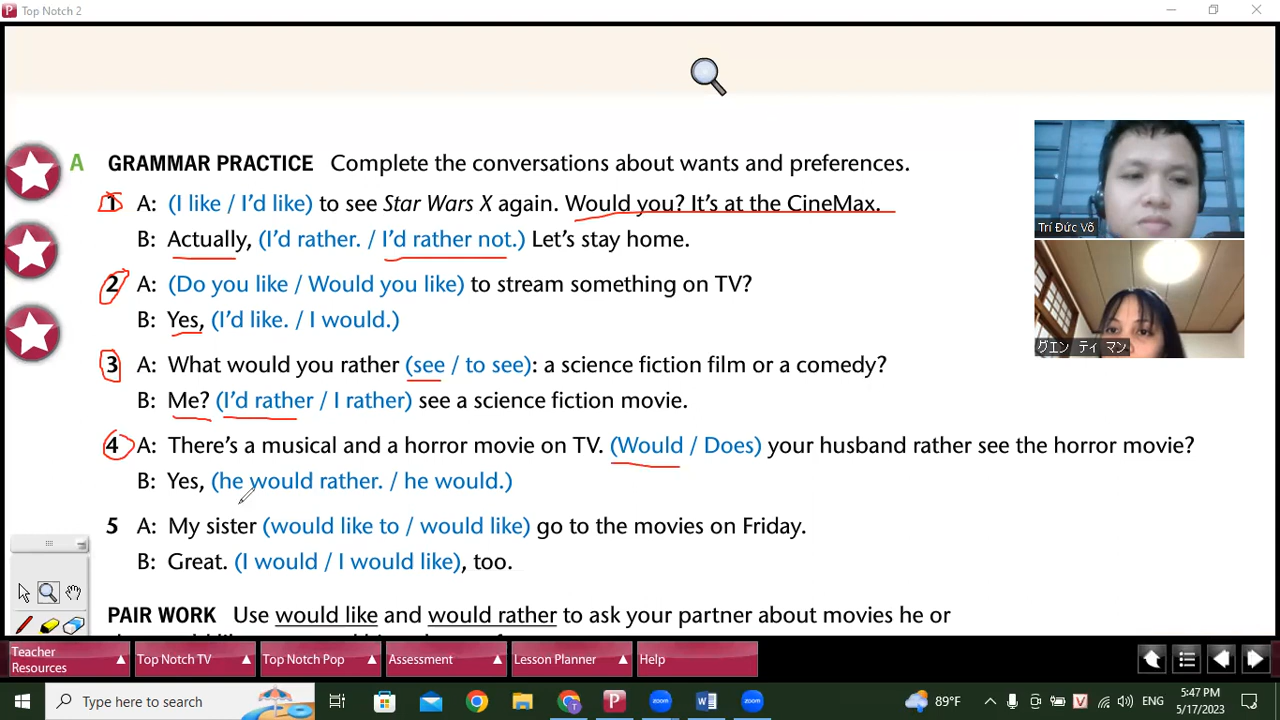 Top Notch 2
A GRAMMAR PRACTICE Complete the conversations about wants and preferences.
1 A: (I like / I'd like) to see Star Wars X again. Would you? It's at the CineMax.
B: Actually, (I'd rather. / I'd rather not.) Let's stay home.
2 A: (Do you like / Would you like) to stream something on TV?
B: Yes, (I'd like. / I would.)
3 A: What would you rather (see / to see): a science fiction film or a comedy?
B: Me? (I'd rather / I rather) see a science fiction movie.
4 A: There's a musical and a horror movie on TV. (Would / Does) your husband rather see the horror movie?
B: Yes, (he would rather. / he would.)
5 A: My sister (would like to / would like) go to the movies on Friday.
B: Great. (I would / I would like), too.
PAIR WORK Use would like and would rather to ask your partner about movies he or
Trí Đức Võ
グエン ティ マン
Teacher Resources
Top Notch TV
Top Notch Pop
Assessment
Lesson Planner
Help
Type here to search
89°F
V
ENG
5:47 PM
5/17/2023